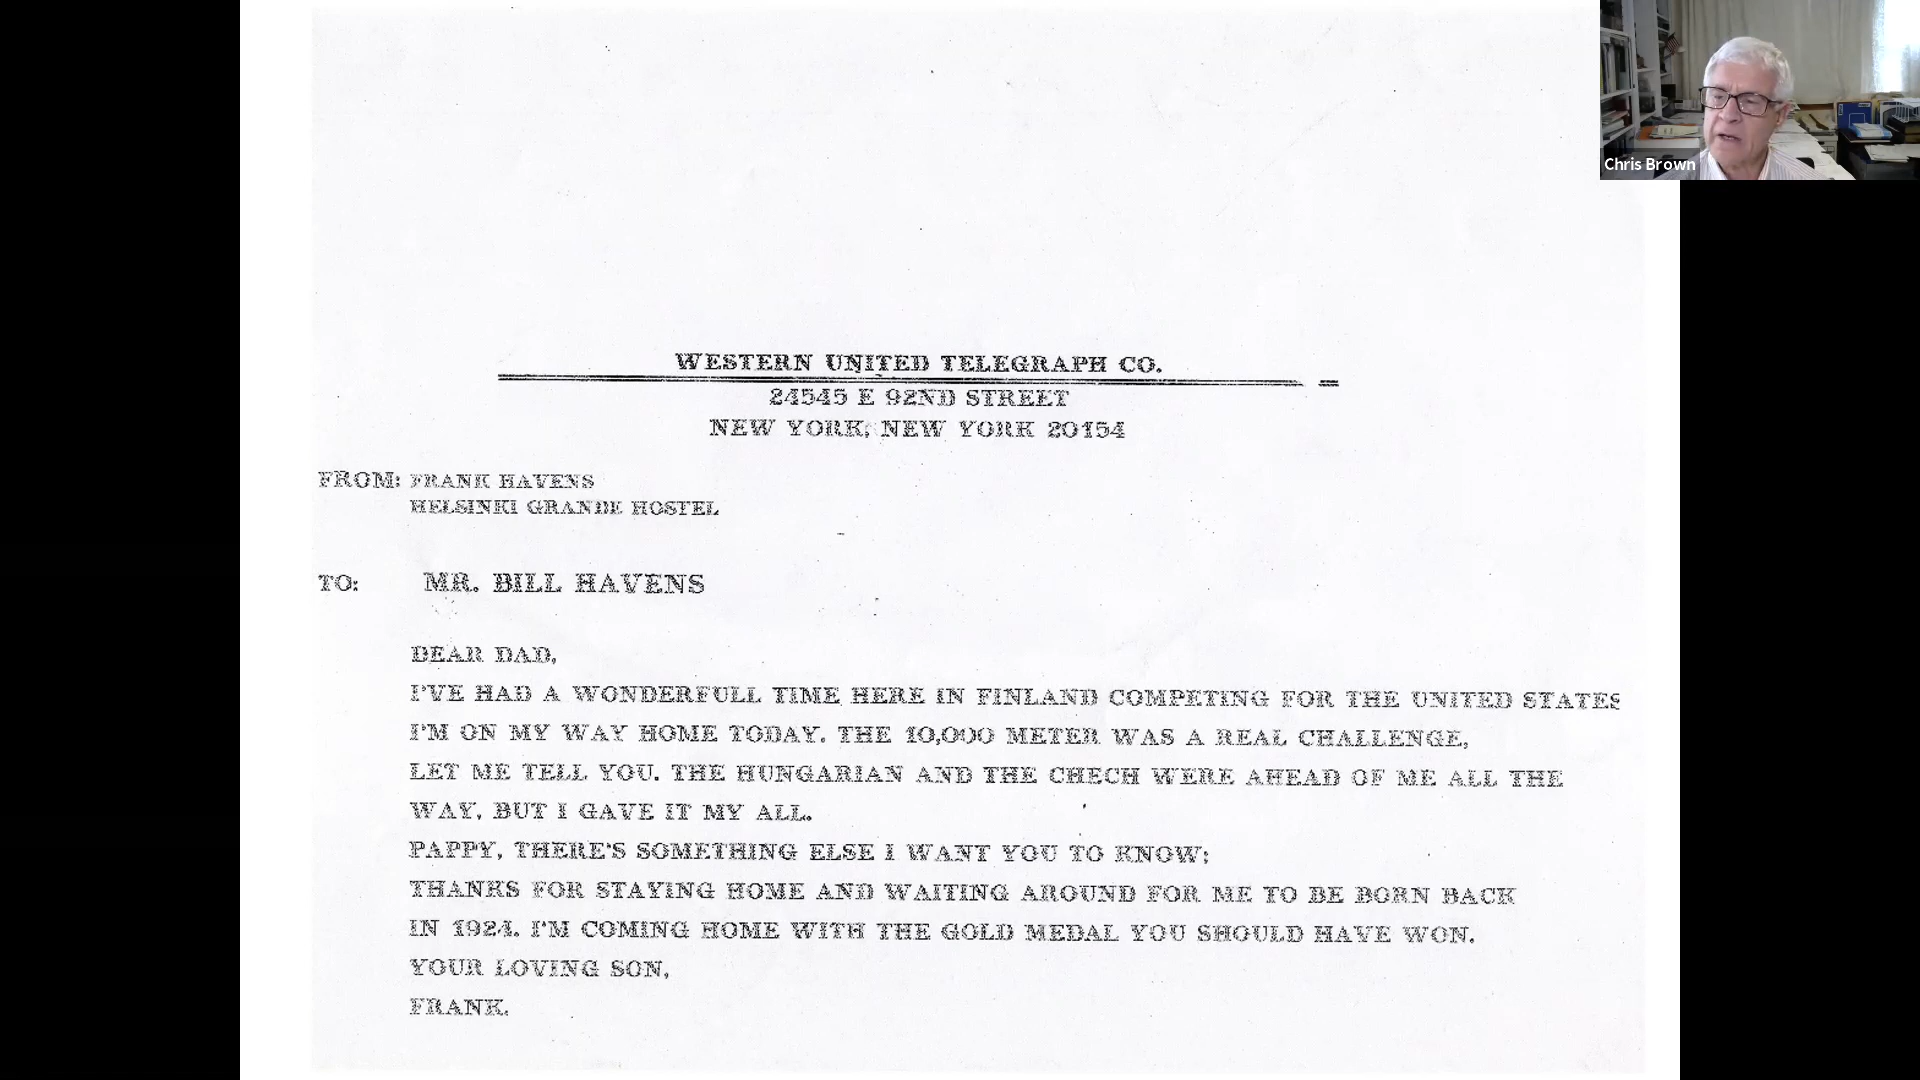 WESTERN UNITED TELEGRAPH CO.
24545 E 92ND STREET
NEW YORK, NEW YORK 20154
FROM: FRANK HAVENS
HELSINKI GRANDE HOSTEL
TO: MR. BILL HAVENS
DEAR DAD,
I'VE HAD A WONDERFULL TIME HERE IN FINLAND COMPETING FOR THE UNITED STATES
I'M ON MY WAY HOME TODAY. THE 10,000 METER WAS A REAL CHALLENGE,
LET ME TELL YOU. THE HUNGARIAN AND THE CHECH WERE AHEAD OF ME ALL THE
WAY, BUT I GAVE IT MY ALL.
PAPPY, THERE'S SOMETHING ELSE I WANT YOU TO KNOW;
THANKS FOR STAYING HOME AND WAITING AROUND FOR ME TO BE BORN BACK
IN 1924. I'M COMING HOME WITH THE GOLD MEDAL YOU SHOULD HAVE WON.
YOUR LOVING SON,
FRANK.
Chris Brown